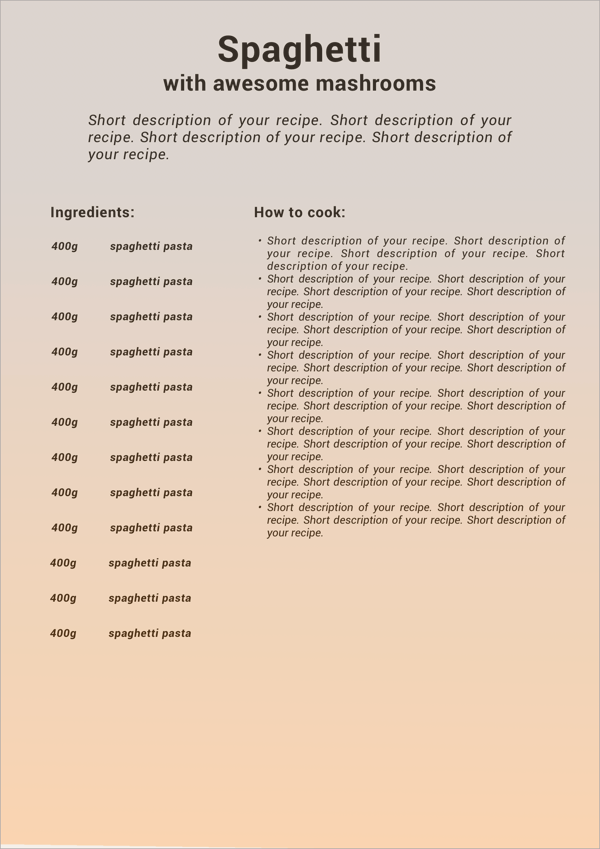 Spaghetti
with awesome mashrooms
Short description of your recipe. Short description of your
recipe. Short description of your recipe. Short description of
your recipe.
Ingredients:
400g spaghetti pasta
400g spaghetti pasta
400g spaghetti pasta
400g spaghetti pasta
400g spaghetti pasta
400g spaghetti pasta
400g spaghetti pasta
400g spaghetti pasta
400g spaghetti pasta
400g spaghetti pasta
400g spaghetti pasta
400g spaghetti pasta
How to cook:
• Short description of your recipe. Short description of
your recipe. Short description of your recipe. Short
description of your recipe.
• Short description of your recipe. Short description of your
recipe. Short description of your recipe. Short description of
your recipe.
• Short description of your recipe. Short description of your
recipe. Short description of your recipe. Short description of
your recipe.
• Short description of your recipe. Short description of your
recipe. Short description of your recipe. Short description of
your recipe.
• Short description of your recipe. Short description of your
recipe. Short description of your recipe. Short description of
your recipe.
• Short description of your recipe. Short description of your
recipe. Short description of your recipe. Short description of
your recipe.
• Short description of your recipe. Short description of your
recipe. Short description of your recipe. Short description of
your recipe.
• Short description of your recipe. Short description of your
recipe. Short description of your recipe. Short description of
your recipe.